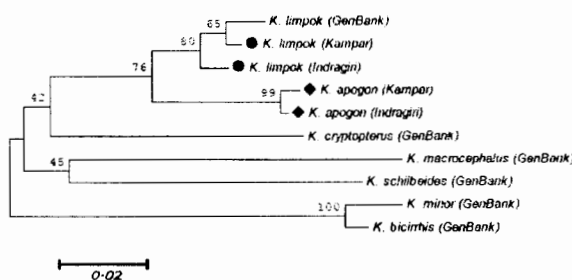 65
K. limpok (GenBank)
80
K. limpok (Kampar)
K. limpok (Indragiri)
76
99
K. apogon (Kampar)
K. apogon (Indragiri)
42
K. cryptopterus (GenBank)
45
K. macrocephalus (GenBank)
K. schilbeides (GenBank)
100
K. minor (GenBank)
K. bicirrhis (GenBank)
0.02